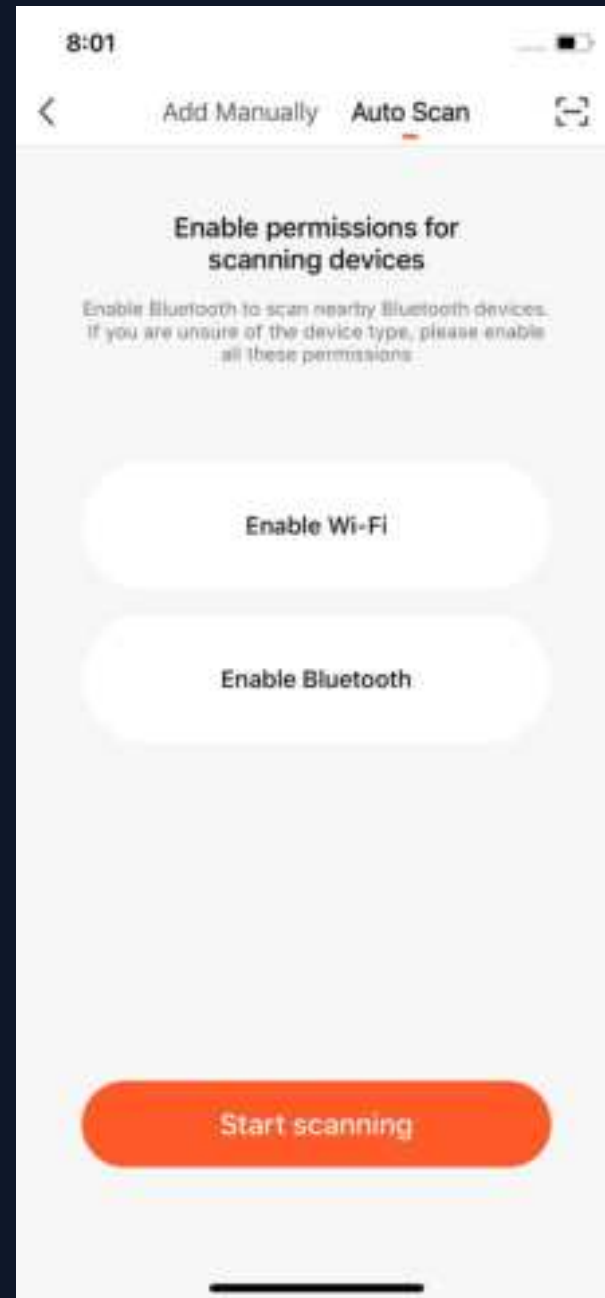 8:01
Add Manually Auto Scan
Enable permissions for
scanning devices
Enable Bluetooth to scan nearby Bluetooth devices.
If you are unsure of the device type, please enable
all these permissions
Enable Wi-Fi
Enable Bluetooth
Start scanning